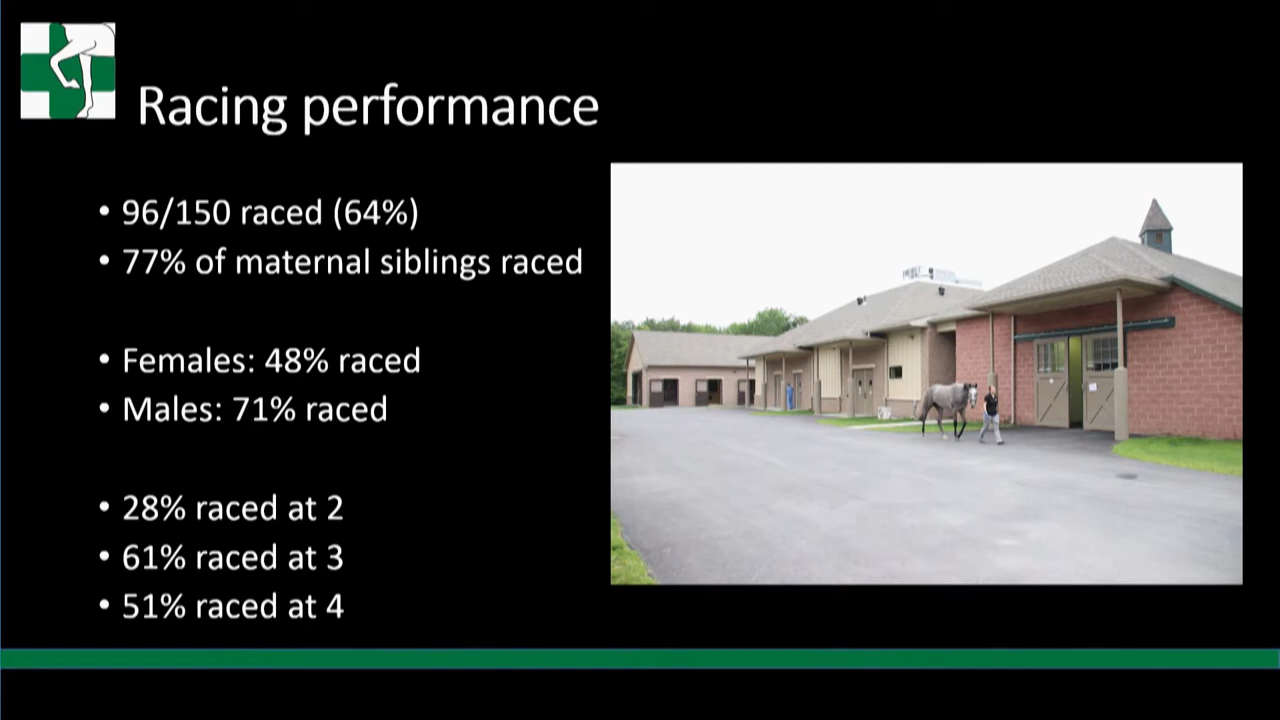 Racing performance
• 96/150 raced (64%)
• 77% of maternal siblings raced
• Females: 48% raced
• Males: 71% raced
• 28% raced at 2
• 61% raced at 3
• 51% raced at 4